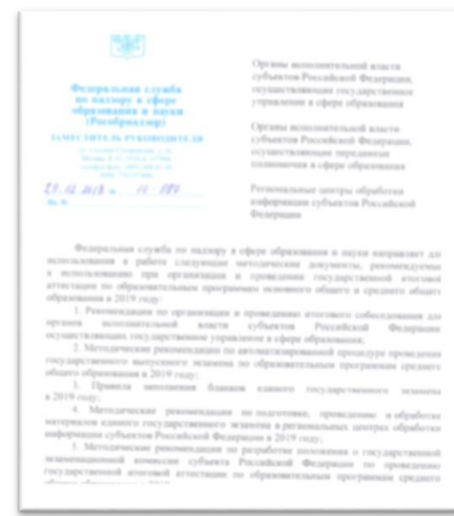 Федеральная служба
по надзору в сфере
образования и науки
(Рособрнадзор)
ЗАМЕСТИТЕЛЬ РУКОВОДИТЕЛЯ
Органы исполнительной власти
субъектов Российской Федерации,
осуществляющие государственное
управление в сфере образования
Органы исполнительной власти
субъектов Российской Федерации,
осуществляющие переданные
полномочия в сфере образования
Региональные центры обработки
информации субъектов Российской
Федерации
Федеральная служба по надзору в сфере образования и науки направляет для
использования в работе следующие методические документы, рекомендуемые
к использованию при организации и проведении государственной итоговой
аттестации по образовательным программам основного общего и среднего общего
образования в 2019 году:
1. Рекомендации по организации и проведению итогового собеседования для
органов исполнительной власти субъектов Российской Федерации,
осуществляющих государственное управление в сфере образования;
2. Методические рекомендации по автоматизированной процедуре проведения
государственного выпускного экзамена по образовательным программам среднего
общего образования в 2019 году;
3. Правила заполнения бланков единого государственного экзамена
в 2019 году;
4. Методические рекомендации по подготовке, проведению и обработке
материалов единого государственного экзамена в региональных центрах обработки
информации субъектов Российской Федерации в 2019 году;
5. Методические рекомендации по разработке положения о государственной
экзаменационной комиссии субъекта Российской Федерации по проведению
государственной итоговой аттестации по образовательным программам среднего